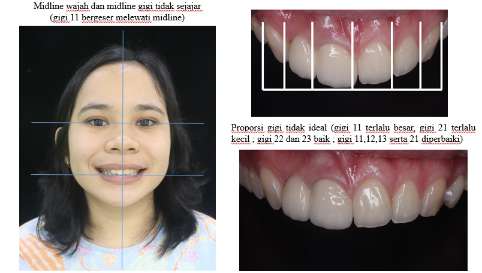 Midline wajah dan midline gigi tidak sejajar
(gigi 11 bergeser melewati midline)
Proporsi gigi tidak ideal (gigi 11 terlalu besar, gigi 21 terlalu
kecil ; gigi 22 dan 23 baik ; gigi 11,12,13 serta 21 diperbaiki)